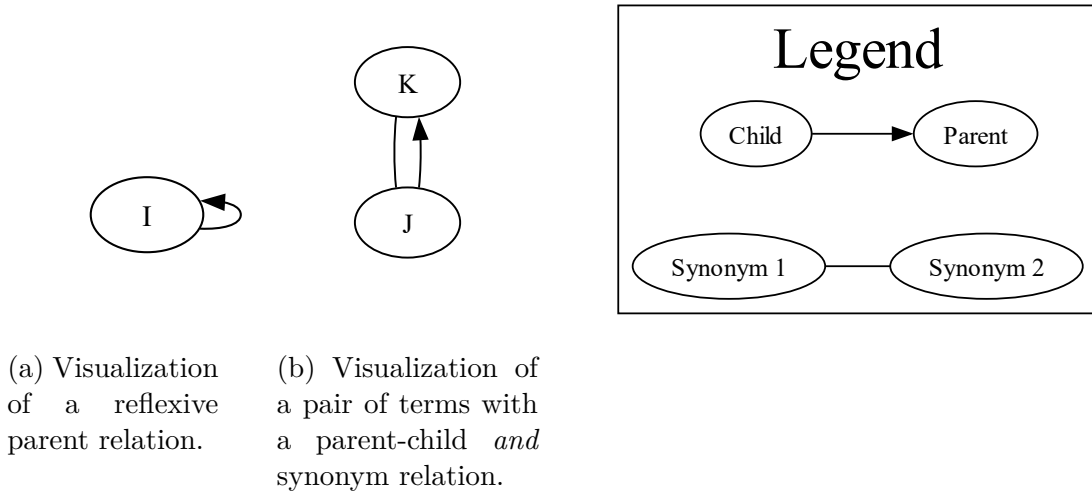 K
J
I
Legend
Child
Parent
Synonym 1
Synonym 2
(a) Visualization
of a reflexive
parent relation.
(b) Visualization of
a pair of terms with
a parent-child and
synonym relation.